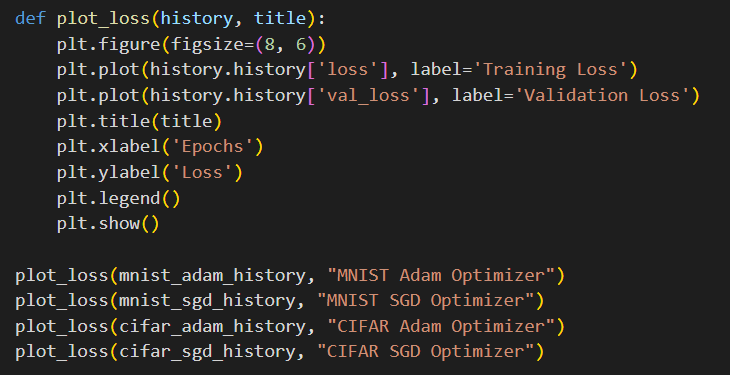 def plot_loss(history, title):
    plt.figure(figsize=(8, 6))
    plt.plot(history.history['loss'], label='Training Loss')
    plt.plot(history.history['val_loss'], label='Validation Loss')
    plt.title(title)
    plt.xlabel('Epochs')
    plt.ylabel('Loss')
    plt.legend()
    plt.show()

plot_loss(mnist_adam_history, "MNIST Adam Optimizer")
plot_loss(mnist_sgd_history, "MNIST SGD Optimizer")
plot_loss(cifar_adam_history, "CIFAR Adam Optimizer")
plot_loss(cifar_sgd_history, "CIFAR SGD Optimizer")